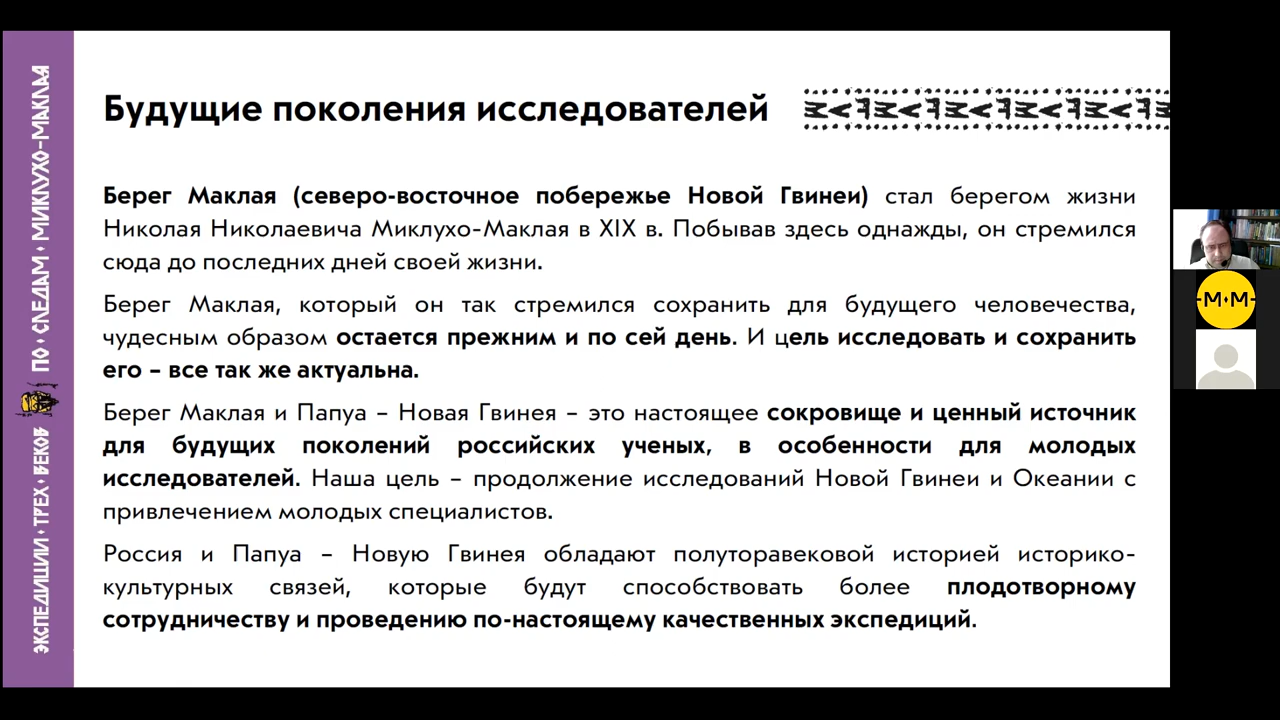 Будущие поколения исследователей
Берег Маклая (северо-восточное побережье Новой Гвинеи) стал берегом жизни
Николая Николаевича Миклухо-Маклая в XIX в. Побывав здесь однажды, он стремился
сюда до последних дней своей жизни.
Берег Маклая, который он так стремился сохранить для будущего человечества,
чудесным образом остается прежним и по сей день. И цель исследовать и сохранить
его – все так же актуальна.
Берег Маклая и Папуа – Новая Гвинея – это настоящее сокровище и ценный источник
для будущих поколений российских ученых, в особенности для молодых
исследователей. Наша цель – продолжение исследований Новой Гвинеи и Океании с
привлечением молодых специалистов.
Россия и Папуа – Новую Гвинея обладают полуторавековой историей историко-
культурных связей, которые будут способствовать более плодотворному
сотрудничеству и проведению по-настоящему качественных экспедиций.
ЭКСПЕДИЦИИ ТРЕХ ВЕКОВ
ПО СЛЕДАМ МИКЛУХО-МАКЛАЯ
-М•М-